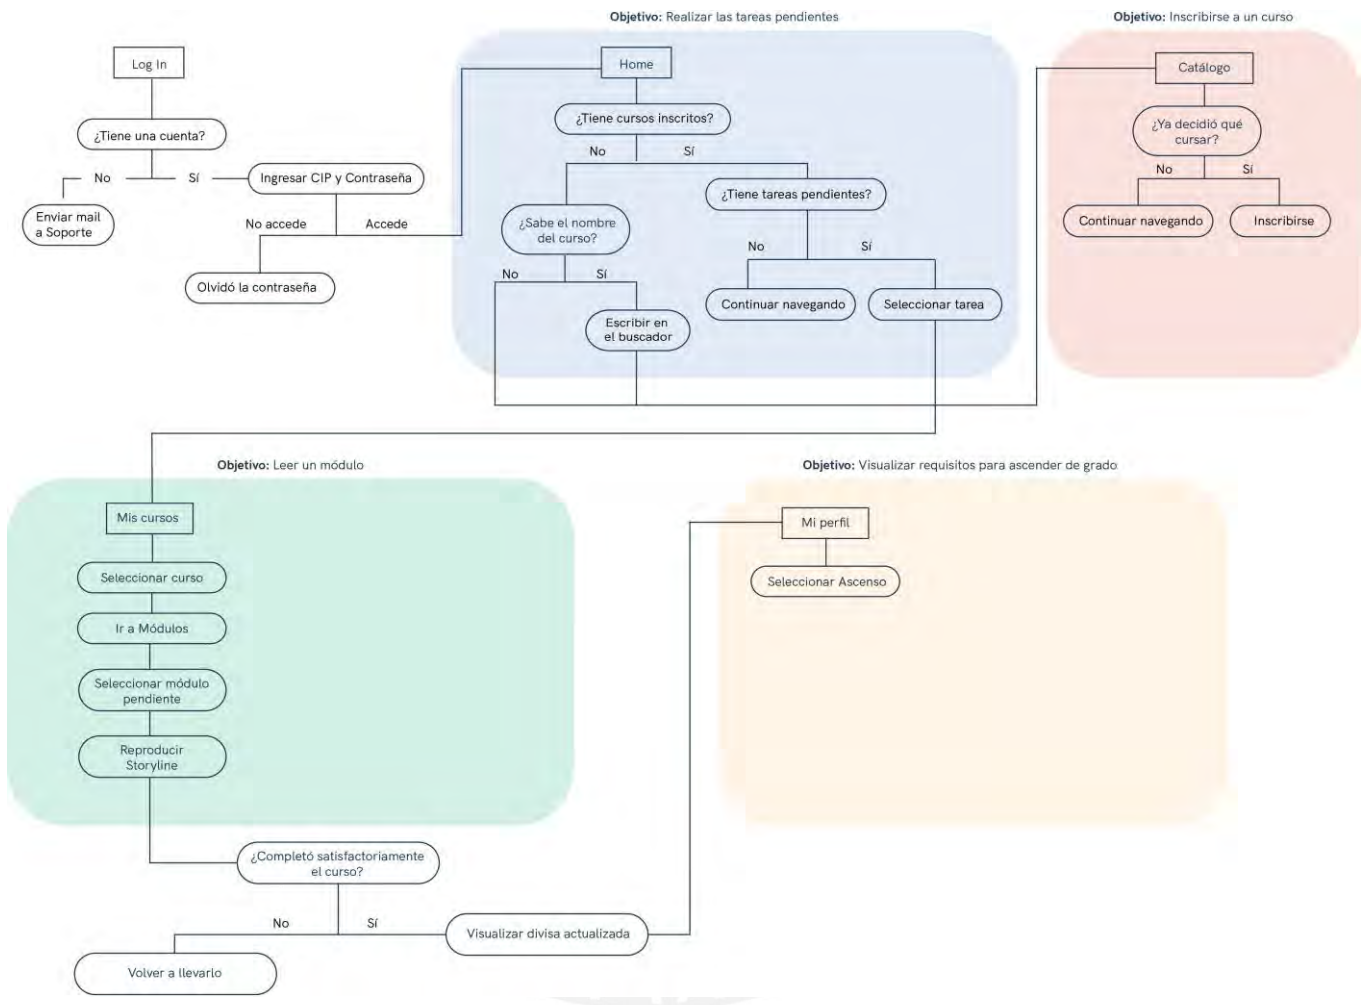 Objetivo: Realizar las tareas pendientes
Objetivo: Inscribirse a un curso
Log In
¿Tiene una cuenta?
No
Sí
Enviar mail
a Soporte
Ingresar CIP y Contraseña
No accede
Accede
Olvidó la contraseña
Home
¿Tiene cursos inscritos?
No
Sí
¿Sabe el nombre
del curso?
No
Sí
Escribir en
el buscador
¿Tiene tareas pendientes?
No
Sí
Continuar navegando
Seleccionar tarea
Catálogo
¿Ya decidió qué
cursar?
No
Sí
Continuar navegando
Inscribirse
Objetivo: Leer un módulo
Mis cursos
Seleccionar curso
Ir a Módulos
Seleccionar módulo
pendiente
Reproducir
Storyline
¿Completó satisfactoriamente
el curso?
No
Sí
Volver a llevarlo
Visualizar divisa actualizada
Objetivo: Visualizar requisitos para ascender de grado
Mi perfil
Seleccionar Ascenso